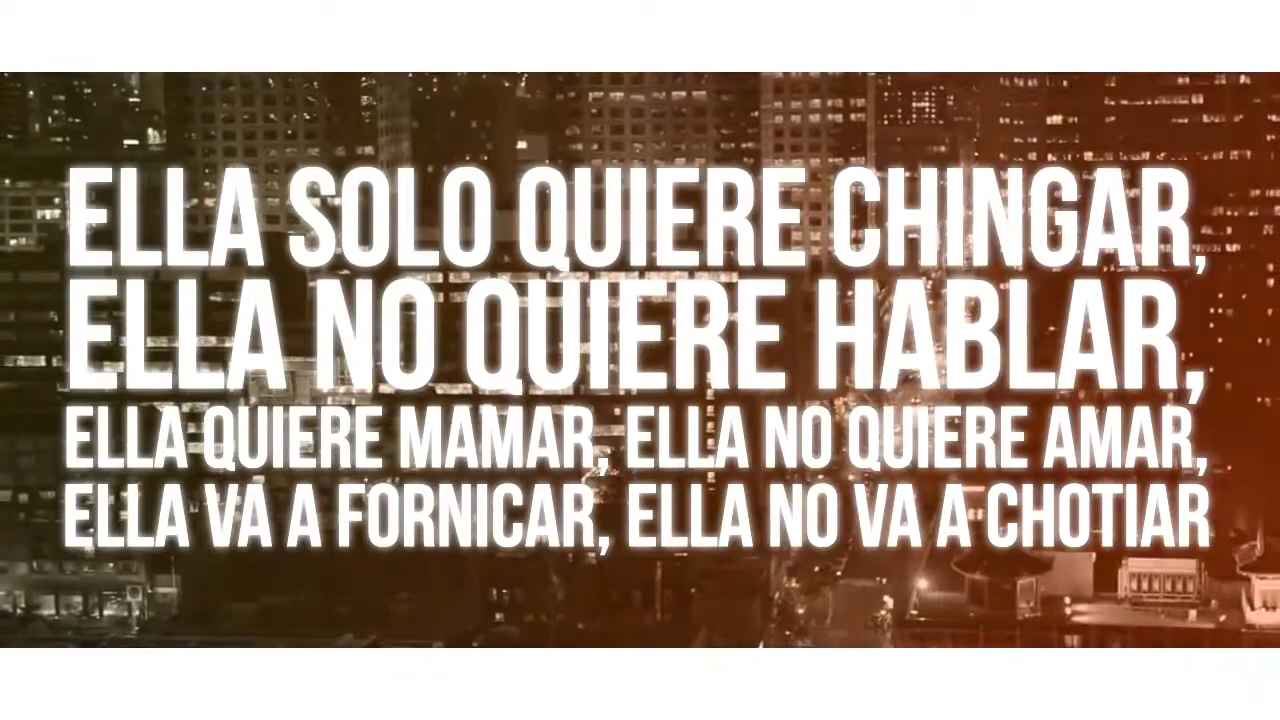 ELLA SOLO QUIERE CHINGAR,
ELLA NO QUIERE HABLAR,
ELLA QUIERE MAMAR, ELLA NO QUIERE AMAR,
ELLA VA A FORNICAR, ELLA NO VA A CHOTIAR